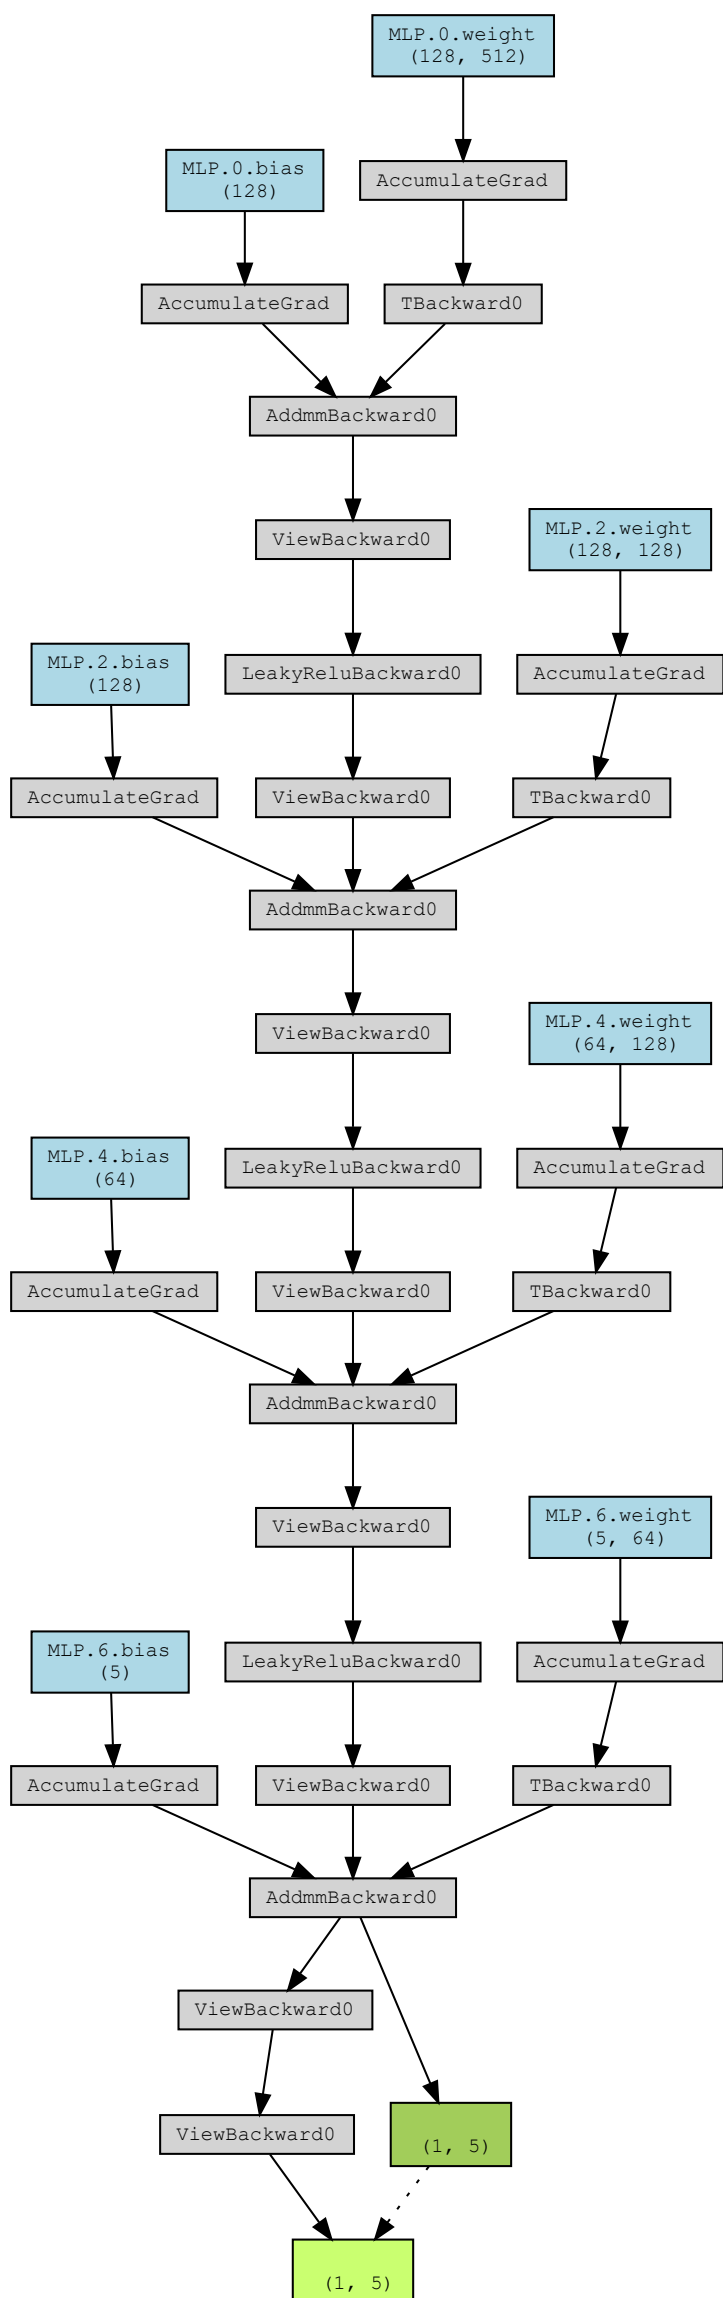 MLP.0.weight
(128, 512)
MLP.0.bias
(128)
AccumulateGrad
AccumulateGrad
TBackward0
AddmmBackward0
ViewBackward0
MLP.2.weight
(128, 128)
MLP.2.bias
(128)
LeakyReluBackward0
AccumulateGrad
AccumulateGrad
ViewBackward0
TBackward0
AddmmBackward0
ViewBackward0
MLP.4.weight
(64, 128)
MLP.4.bias
(64)
LeakyReluBackward0
AccumulateGrad
AccumulateGrad
ViewBackward0
TBackward0
AddmmBackward0
ViewBackward0
MLP.6.weight
(5, 64)
MLP.6.bias
(5)
LeakyReluBackward0
AccumulateGrad
AccumulateGrad
ViewBackward0
TBackward0
AddmmBackward0
ViewBackward0
ViewBackward0
(1, 5)
(1, 5)